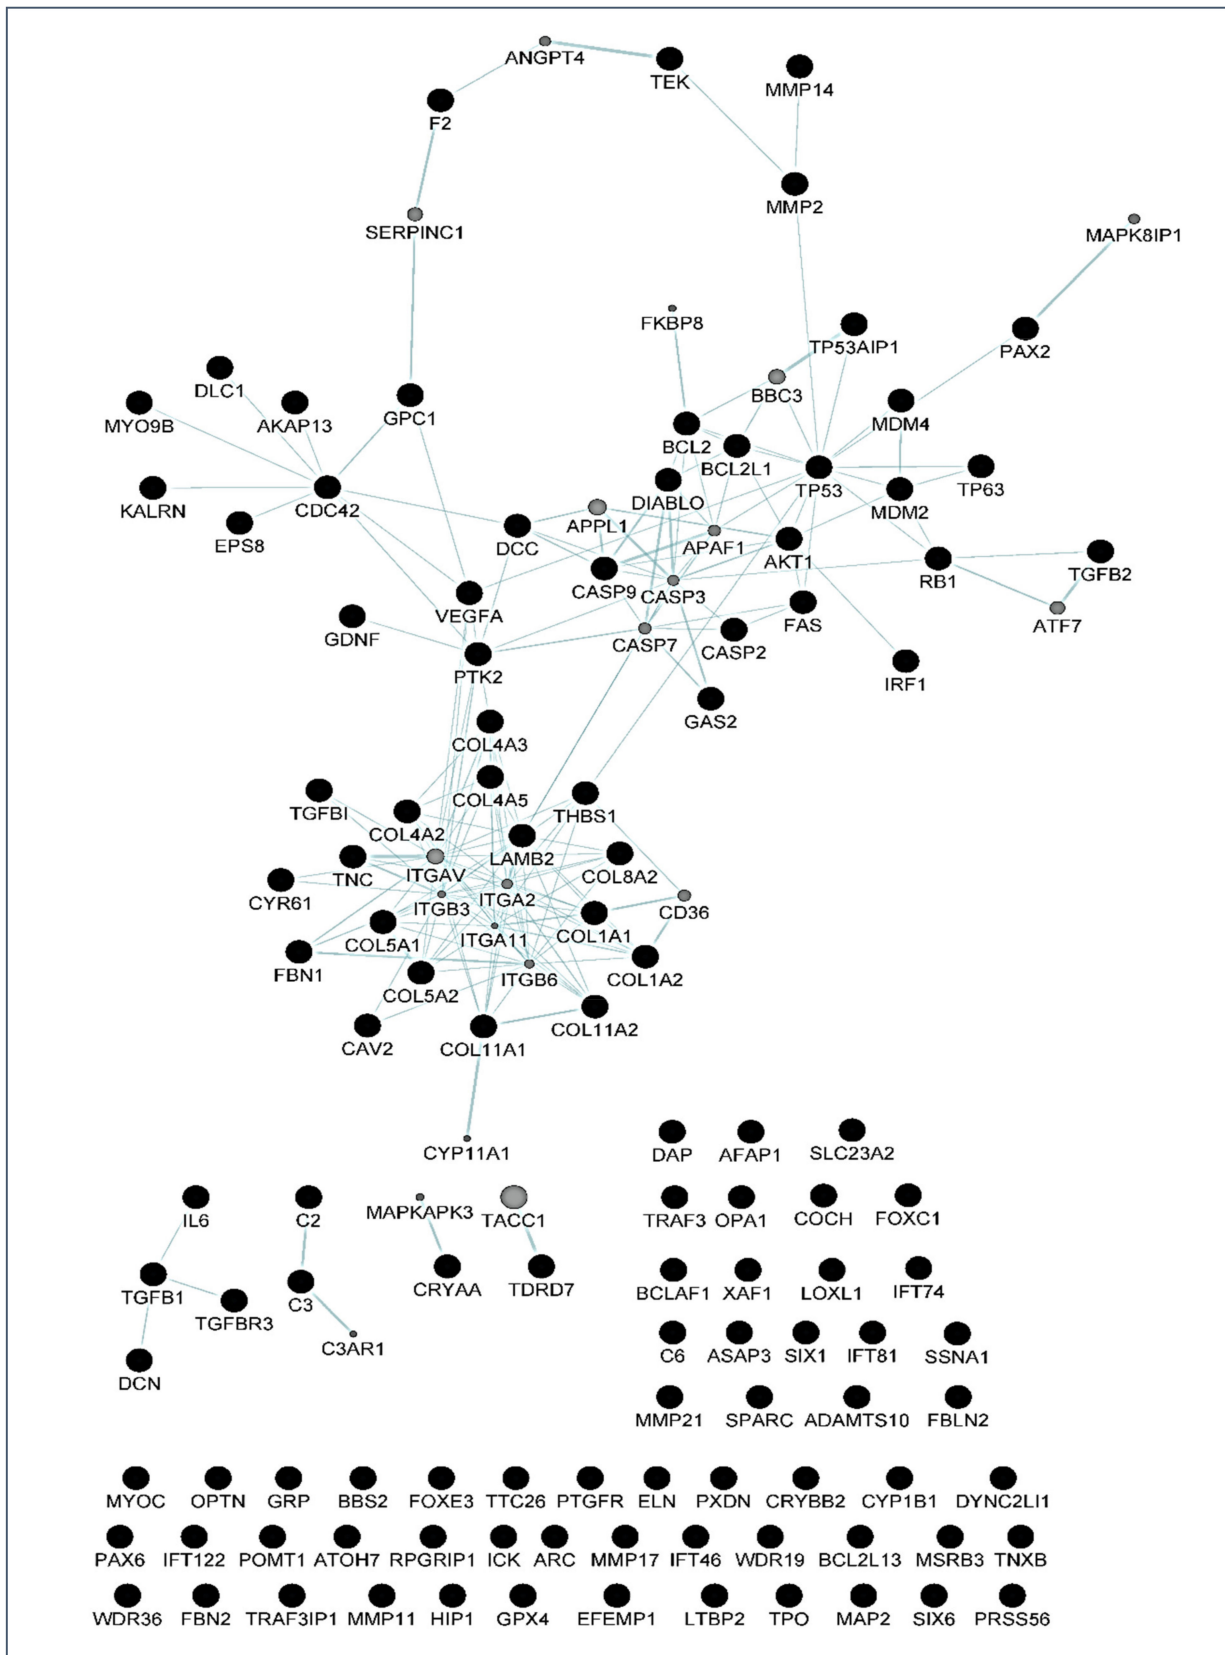 ANGPT4
TEK
MMP14
F2
MMP2
SERPINC1
MAPK8IP1
FKBP8
TP53AIP1
PAX2
DLC1
BBC3
MYO9B
AKAP13
GPC1
MDM4
BCL2
BCL2L1
TP53
TP63
KALRN
CDC42
DIABLO
MDM2
EPS8
DCC
APPL1
APAF1
AKT1
RB1
TGFB2
CASP9
CASP3
VEGFA
GDNF
CASP7
CASP2
FAS
ATF7
PTK2
IRF1
GAS2
COL4A3
COL4A5
THBS1
TGFBI
COL4A2
LAMB2
TNC
ITGAV
COL8A2
CYR61
ITGB3
ITGA2
CD36
COL5A1
ITGA11
COL1A1
FBN1
ITGB6
COL1A2
COL5A2
CAV2
COL11A1
COL11A2
CYP11A1
DAP AFAP1 SLC23A2
IL6 C2 MAPKAPK3 TACC1 TRAF3 OPA1 COCH FOXC1
TGFB1 C3 CRYAA TDRD7 BCLAF1 XAF1 LOXL1 IFT74
TGFBR3
C3AR1 C6 ASAP3 SIX1 IFT81 SSNA1
DCN MMP21 SPARC ADAMTS10 FBLN2
MYOC OPTN GRP BBS2 FOXE3 TTC26 PTGFR ELN PXDN CRYBB2 CYP1B1 DYNC2LI1
PAX6 IFT122 POMT1 ATOH7 RPGRIP1 ICK ARC MMP17 IFT46 WDR19 BCL2L13 MSRB3 TNXB
WDR36 FBN2 TRAF3IP1 MMP11 HIP1 GPX4 EFEMP1 LTBP2 TPO MAP2 SIX6 PRSS56